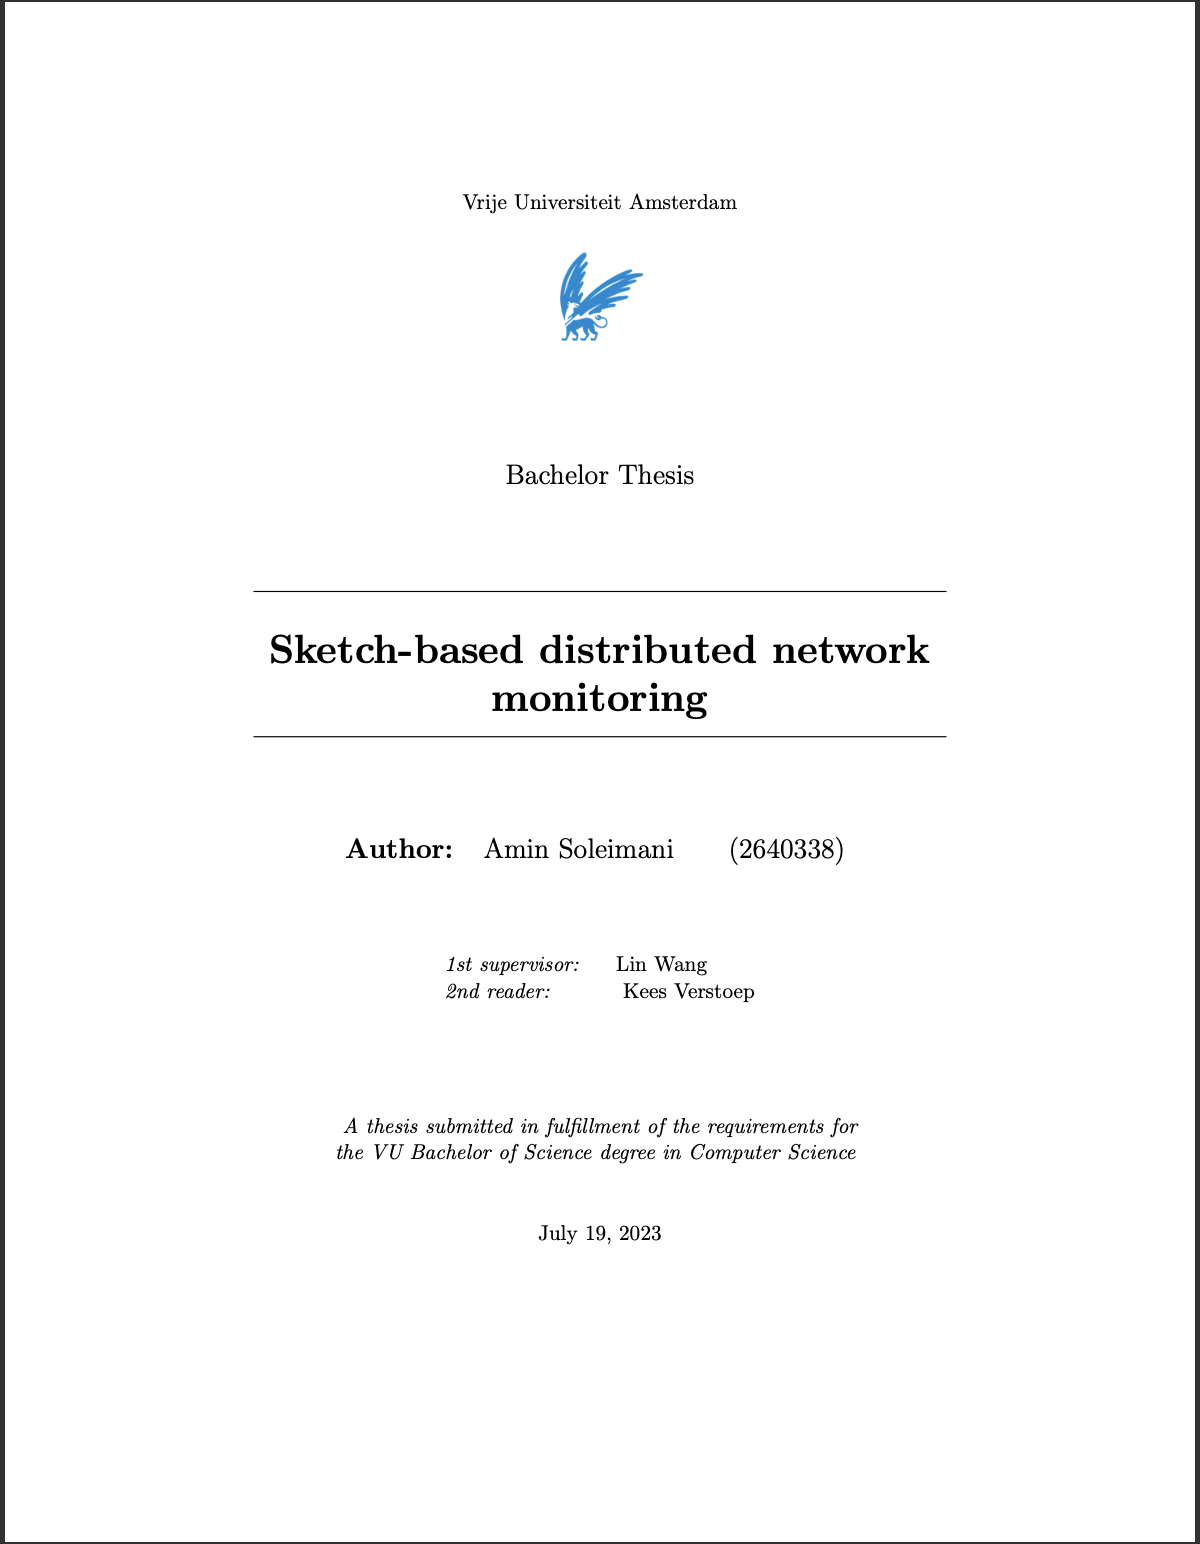 Vrije Universiteit Amsterdam
Bachelor Thesis
Sketch-based distributed network
monitoring
Author: Amin Soleimani (2640338)
1st supervisor: Lin Wang
2nd reader: Kees Verstoep
A thesis submitted in fulfillment of the requirements for
the VU Bachelor of Science degree in Computer Science
July 19, 2023